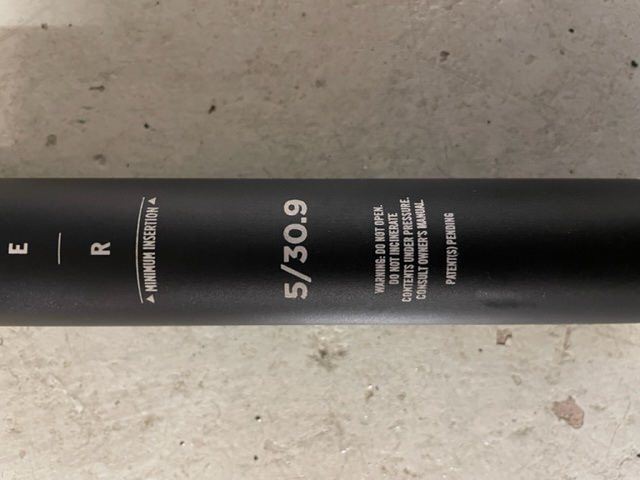 E R
MINIMUM INSERTION
5/30.9
WARNING: DO NOT OPEN.
DO NOT INCINERATE
CONTENTS UNDER PRESSURE.
CONSULT OWNER'S MANUAL.
PATENT(S) PENDING